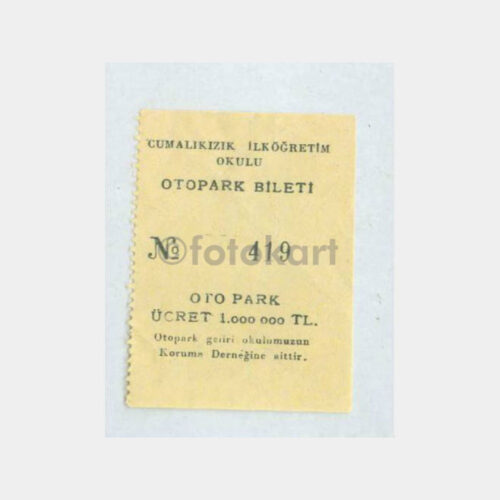 CUMALIKIZIK İLKÖĞRETİM
OKULU
OTOPARK BİLETİ
№ 419
©fotokart
OTO PARK
ÜCRET 1.000 000 TL.
Otopark geliri okulumuzun
Koruma Derneğine aittir.